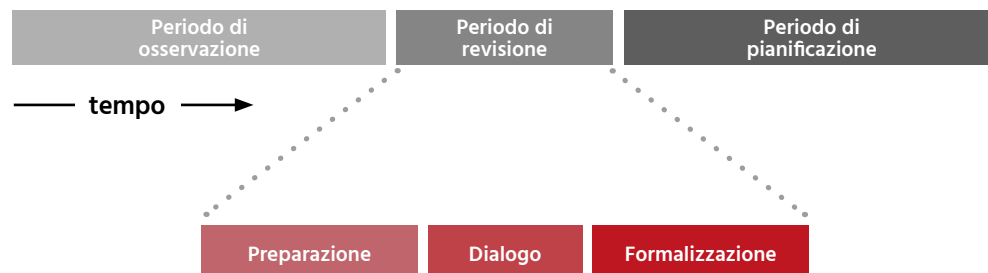 Periodo di
osservazione
Periodo di
revisione
Periodo di
pianificazione
tempo
Preparazione
Dialogo
Formalizzazione